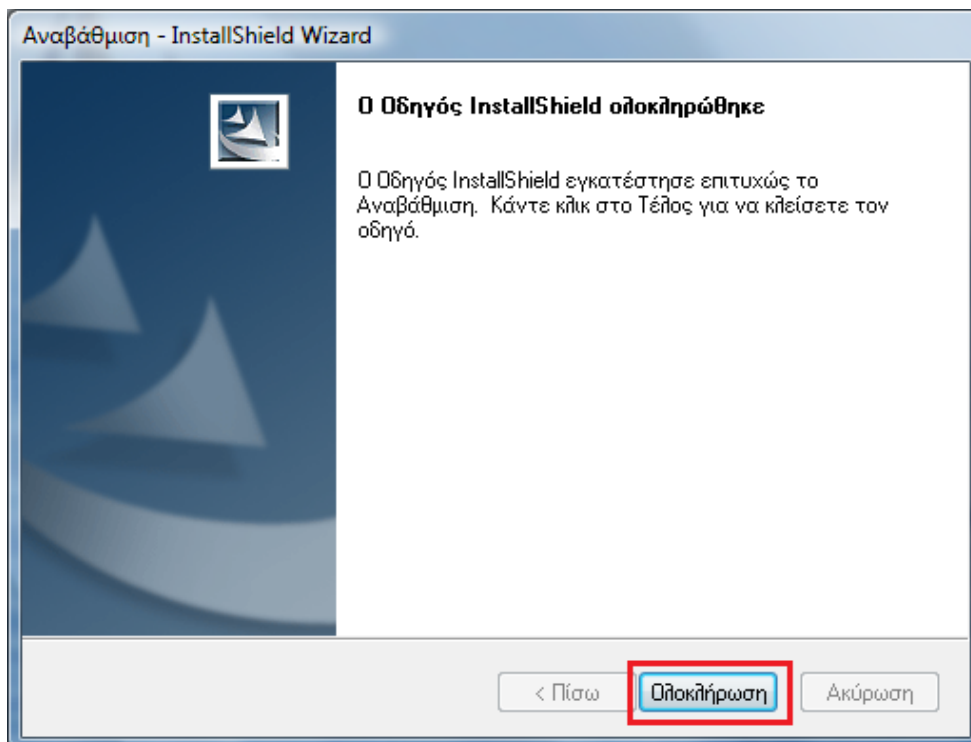 Αναβάθμιση - InstallShield Wizard
Ο Οδηγός InstallShield ολοκληρώθηκε
Ο Οδηγός InstallShield εγκατέστησε επιτυχώς το
Αναβάθμιση. Κάντε κλικ στο Τέλος για να κλείσετε τον
οδηγό.
< Πίσω
Ολοκλήρωση
Ακύρωση